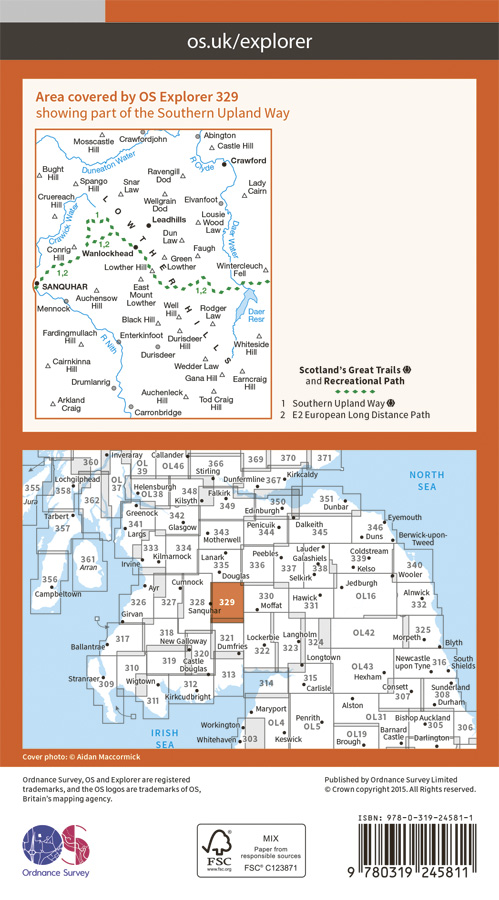 os.uk/explorer
Area covered by OS Explorer 329
showing part of the Southern Upland Way
Mosscastle
Hill
Crawfordjohn
Abington
Castle Hill
Duneaton Water
R Clyde
Crawford
Bught
Hill
Spango
Hill
Snar
Law
Ravengill
Dod
Lady
Cairn
Cruereach
Hill
Wellgrain
Dod
Elvanfoot
Leadhills
Lousie
Wood
Law
Crawick Water
LOWTHER HILLS
1
1,2
Dun
Law
Daer Water
Conrig
Hill
Wanlockhead
Faugh
Green
Lowther
Lowther Hill
Wintercleuch
Fell
1,2
SANQUHAR
East
Mount
Lowther
1,2
Auchensow
Hill
Mennock
Well
Hill
Rodger
Law
Daer
Resr
Black Hill
Fardingmullach
Hill
R Nith
Enterkinfoot
Durisdeer
Hill
Whiteside
Hill
Durisdeer
Cairnkinna
Hill
Wedder Law
Gana Hill
Earncraig
Hill
Drumlanrig
Auchenleck
Hill
Tod Craig
Hill
Arkland
Craig
Carronbridge
Scotland's Great Trails
and Recreational Path
1 Southern Upland Way
2 E2 European Long Distance Path
Inveraray
Callander
360
OL
39
OL46
366
Stirling
369
370
371
NORTH
SEA
355
Jura
Lochgilphead
358
362
OL
37
Helensburgh
OL38
348
Kilsyth
Falkirk
349
Dunfermline
367
Kirkcaldy
350
351
Dunbar
Edinburgh
Tarbert
357
Greenock
341
Largs
342
Glasgow
343
Motherwell
Penicuik
344
Dalkeith
345
346
Duns
Eyemouth
Berwick-upon-
Tweed
361
Arran
333
334
Kilmarnock
Irvine
Lanark
335
336
Peebles
337
Lauder
Galashiels
338
Selkirk
Coldstream
339
Kelso
340
Wooler
356
Campbeltown
Ayr
Cumnock
Douglas
Jedburgh
326
327
328
Sanquhar
329
330
Moffat
Hawick
331
OL16
Alnwick
332
Girvan
317
318
New Galloway
321
Dumfries
Lockerbie
322
Langholm
323
324
OL42
325
Morpeth
Blyth
Ballantrae
319
320
Castle
Douglas
Longtown
Stranraer
309
310
Wigtown
311
312
Kirkcudbright
313
314
315
Carlisle
OL43
Hexham
Newcastle
upon Tyne
316
South
Shields
Consett
307
Sunderland
308
Durham
IRISH
SEA
Maryport
Workington
Whitehaven
303
OL4
Keswick
Penrith
OL5
Alston
OL31
OL19
Brough
Bishop Auckland
305
306
Barnard
Castle
Darlington
Cover photo: © Aidan Maccormick
Ordnance Survey, OS and Explorer are registered
trademarks, and the OS logos are trademarks of OS,
Britain's mapping agency.
Published by Ordnance Survey Limited
© Crown copyright 2015. All Rights reserved.
OS
Ordnance Survey
FSC
www.fsc.org
MIX
Paper from
responsible sources
FSC® C123871
ISBN: 978-0-319-24581-1
9 780319 245811